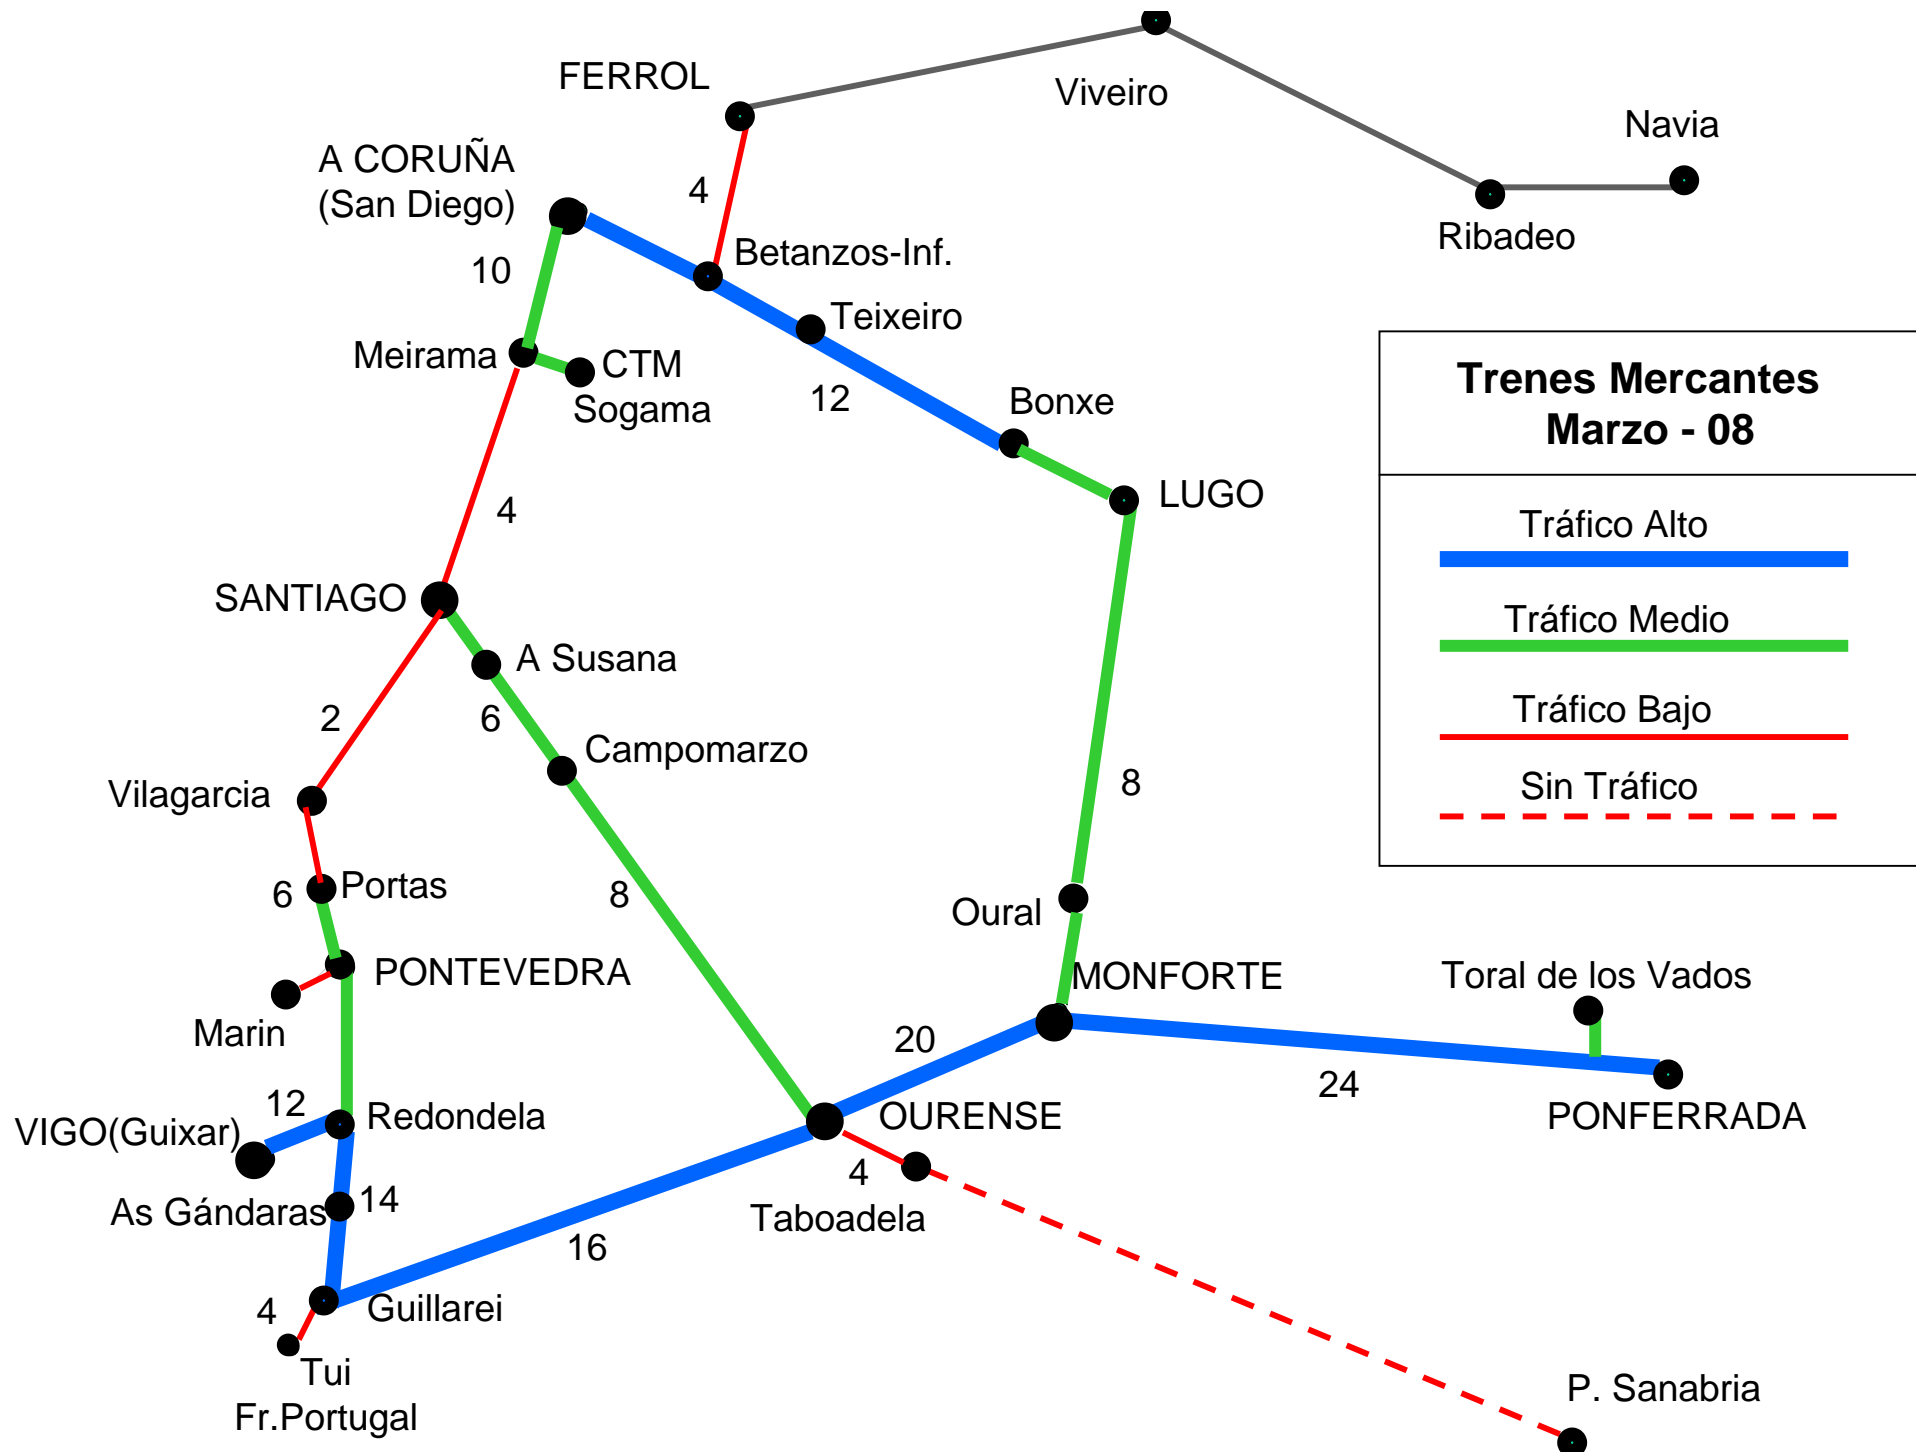 FERROL
Viveiro
Navia
A CORUÑA
(San Diego)
4
Ribadeo
10
Betanzos-Inf.
Teixeiro
Meirama
CTM
Sogama
12
Bonxe
Trenes Mercantes
Marzo - 08
LUGO
4
Tráfico Alto
SANTIAGO
Tráfico Medio
A Susana
2
6
Tráfico Bajo
Campomarzo
Vilagarcia
8
Sin Tráfico
6
Portas
8
Oural
PONTEVEDRA
MONFORTE
Toral de los Vados
Marin
20
24
12
Redondela
OURENSE
PONFERRADA
VIGO(Guixar)
4
As Gándaras
14
Taboadela
16
4
Guillarei
Tui
Fr.Portugal
P. Sanabria